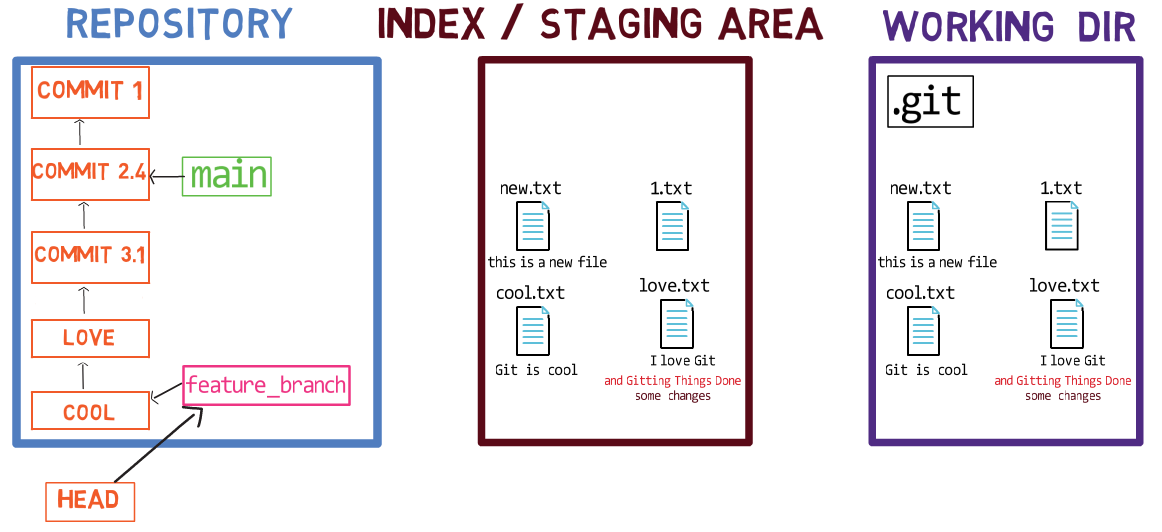 REPOSITORY
INDEX / STAGING AREA
WORKING DIR
COMMIT 1
COMMIT 2.4
main
COMMIT 3.1
LOVE
feature_branch
COOL
HEAD
new.txt
1.txt
this is a new file
cool.txt
love.txt
Git is cool
I love Git
and Gitting Things Done
some changes
.git
new.txt
1.txt
this is a new file
cool.txt
love.txt
Git is cool
I love Git
and Gitting Things Done
some changes